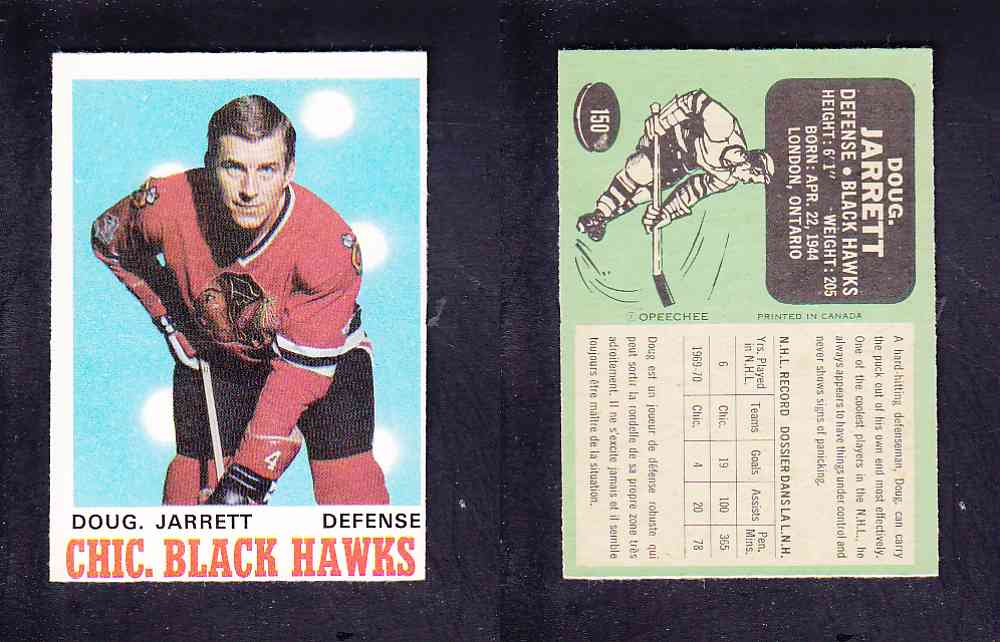 4
DOUG. JARRETT DEFENSE
CHIC. BLACK HAWKS
150
DOUG.
JARRETT
DEFENSE • BLACK HAWKS
HEIGHT: 6'1" WEIGHT: 205
BORN: APR. 22, 1944
LONDON, ONTARIO
OPEECHEE PRINTED IN CANADA
A hard-hitting defenseman, Doug. can carry
the puck out of his own end most effectively.
One of the coolest players in the N.H.L., he
always appears to have things under control and
never shows signs of panicking.
N.H.L. RECORD DOSSIER DANS LA L.N.H.
Yrs. Played in N.H.L. Teams Goals Assists Pen. Mins.
6 Chic. 19 100 365
1969-70 Chic. 4 20 78
Doug est un joueur de défense robuste qui
peut sortir la rondelle de sa propre zone très
adroitement. Il ne s'excite jamais et il semble
toujours être maître de la situation.